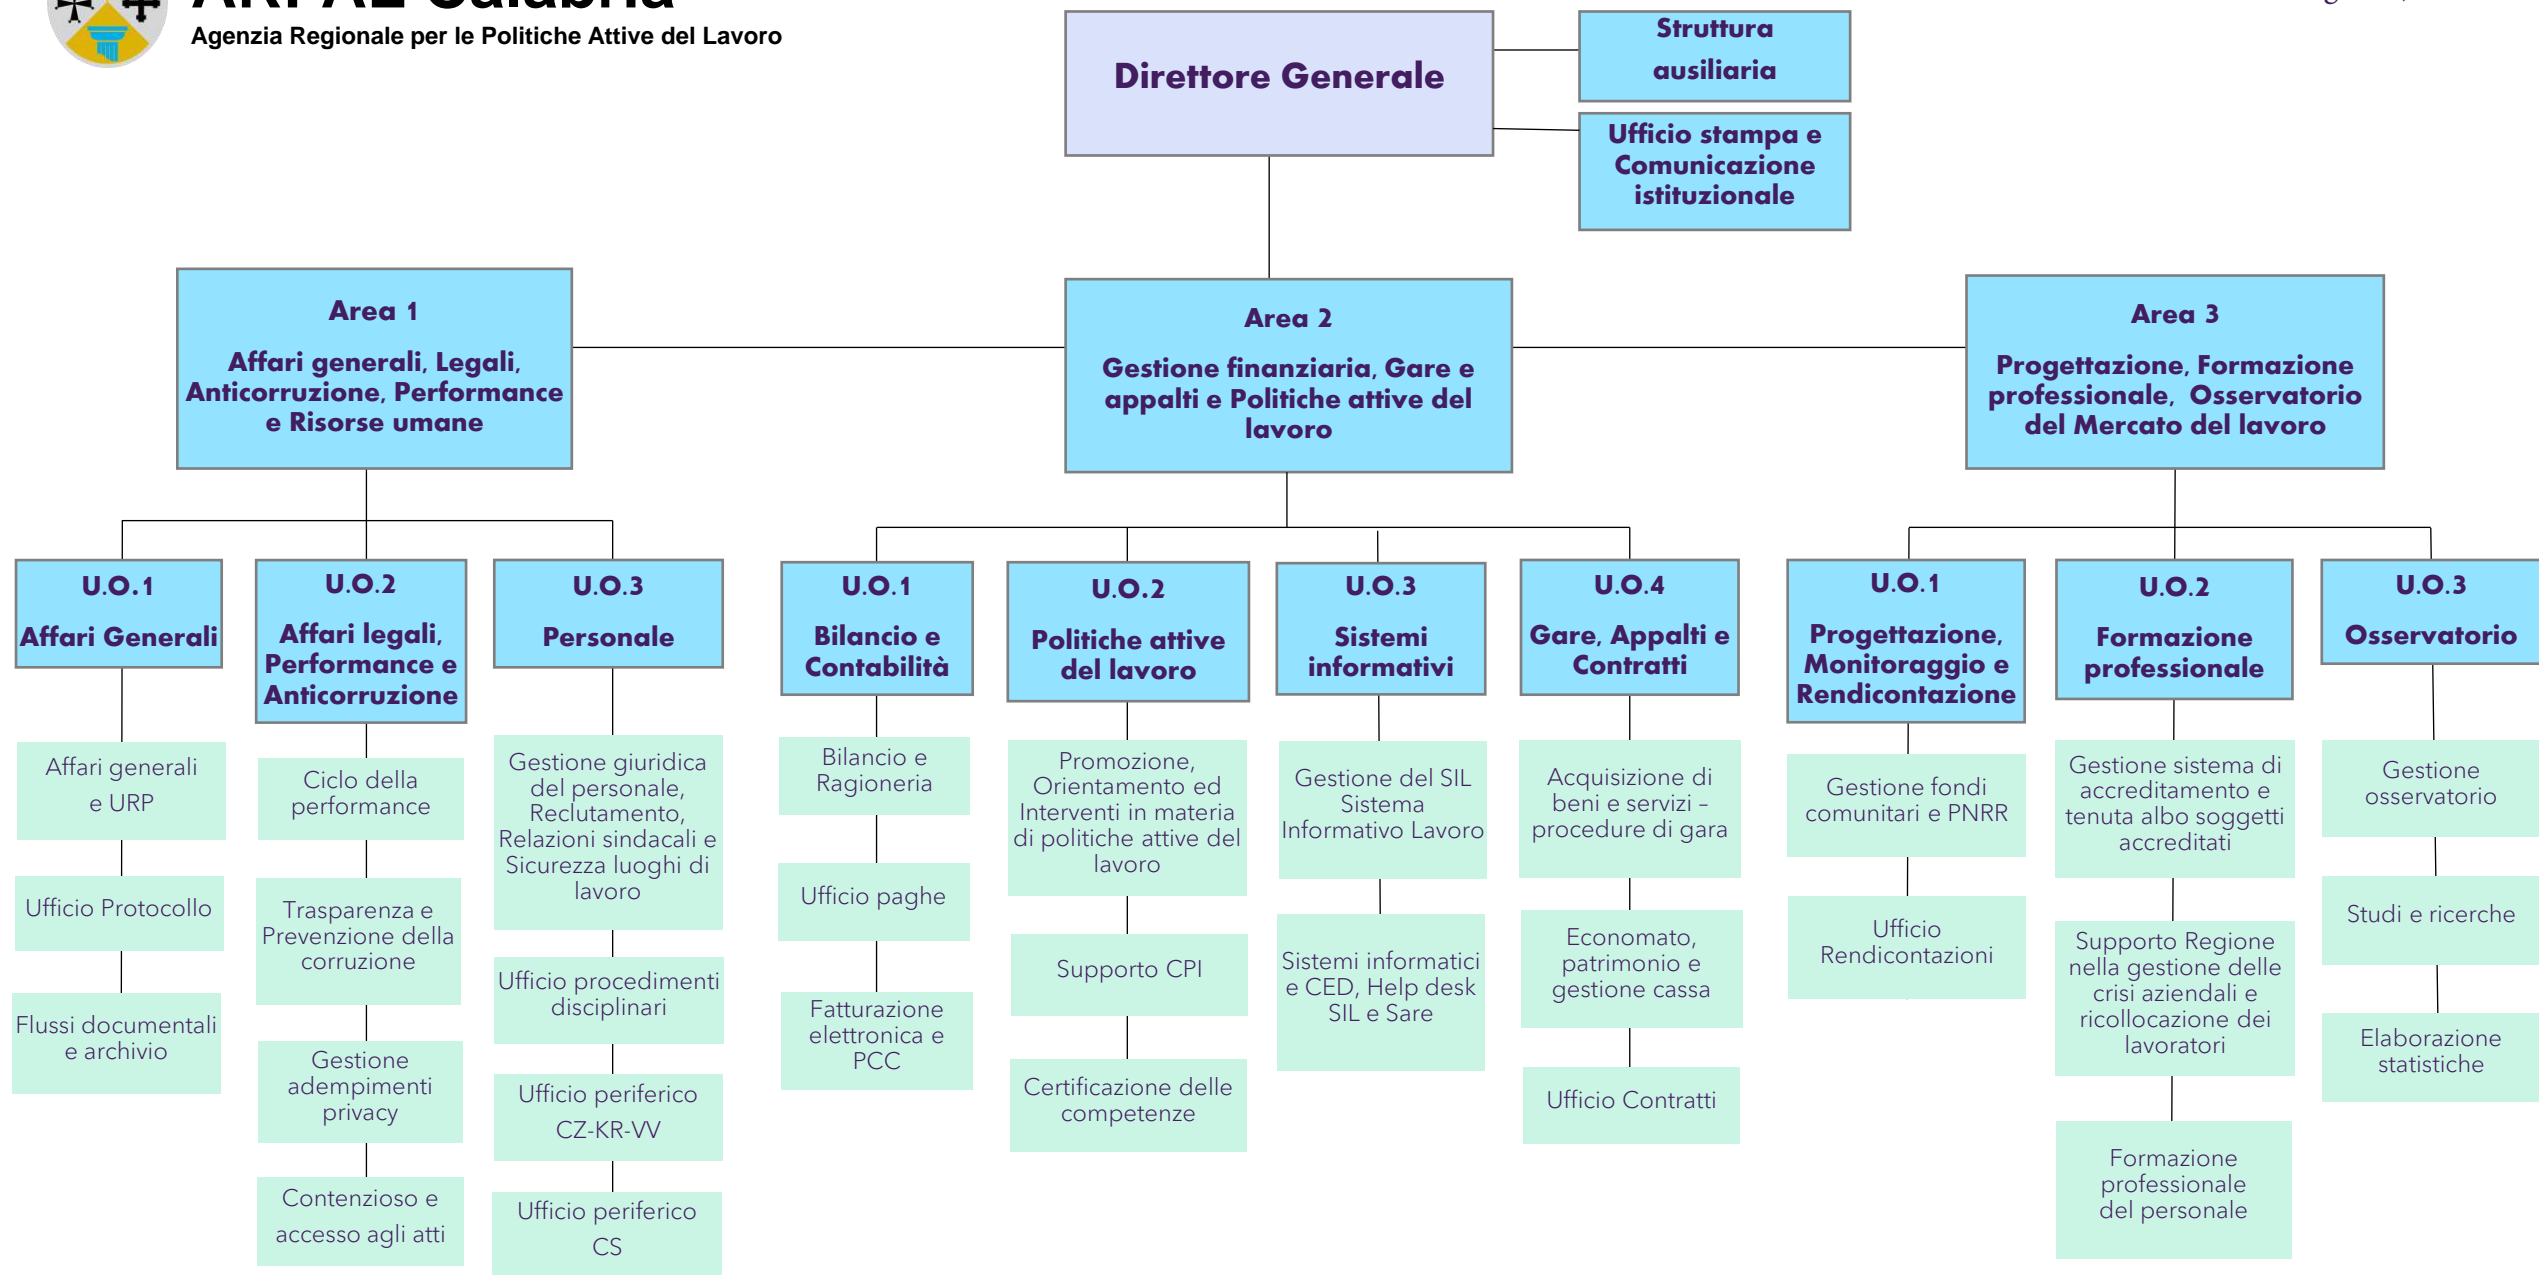 ARPAL Calabria
Agenzia Regionale per le Politiche Attive del Lavoro
Direttore Generale
Struttura
ausiliaria
Ufficio stampa e
Comunicazione
istituzionale
Area 1
Affari generali, Legali,
Anticorruzione, Performance
e Risorse umane
Area 2
Gestione finanziaria, Gare e
appalti e Politiche attive del
lavoro
Area 3
Progettazione, Formazione
professionale, Osservatorio
del Mercato del lavoro
U.O.1
Affari Generali
Affari generali
e URP
Ufficio Protocollo
Flussi documentali
e archivio
U.O.2
Affari legali,
Performance e
Anticorruzione
Ciclo della
performance
Trasparenza e
Prevenzione della
corruzione
Gestione
adempimenti
privacy
Contenzioso e
accesso agli atti
U.O.3
Personale
Gestione giuridica
del personale,
Reclutamento,
Relazioni sindacali e
Sicurezza luoghi di
lavoro
Ufficio procedimenti
disciplinari
Ufficio periferico
CZ-KR-VV
Ufficio periferico
CS
U.O.1
Bilancio e
Contabilità
Bilancio e
Ragioneria
Ufficio paghe
Fatturazione
elettronica e
PCC
U.O.2
Politiche attive
del lavoro
Promozione,
Orientamento ed
Interventi in materia
di politiche attive del
lavoro
Supporto CPI
Certificazione delle
competenze
U.O.3
Sistemi
informativi
Gestione del SIL
Sistema
Informativo Lavoro
Sistemi informatici
e CED, Help desk
SIL e Sare
U.O.4
Gare, Appalti e
Contratti
Acquisizione di
beni e servizi –
procedure di gara
Economato,
patrimonio e
gestione cassa
Ufficio Contratti
U.O.1
Progettazione,
Monitoraggio e
Rendicontazione
Gestione fondi
comunitari e PNRR
Ufficio
Rendicontazioni
U.O.2
Formazione
professionale
Gestione sistema di
accreditamento e
tenuta albo soggetti
accreditati
Supporto Regione
nella gestione delle
crisi aziendali e
ricollocazione dei
lavoratori
Formazione
professionale
del personale
U.O.3
Osservatorio
Gestione
osservatorio
Studi e ricerche
Elaborazione
statistiche